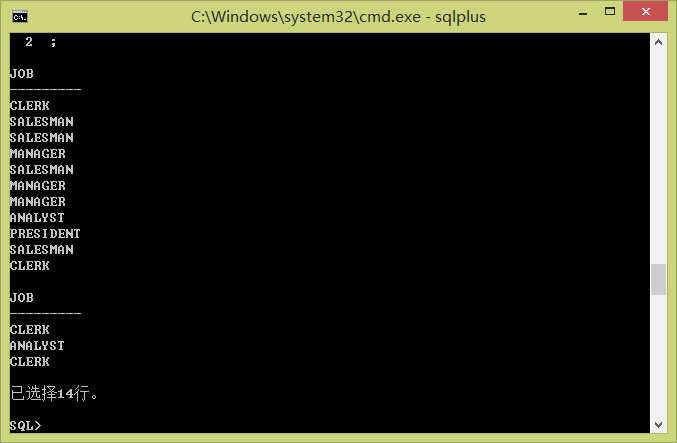 C:\Windows\system32\cmd.exe - sqlplus
2 ;
JOB
---------
CLERK
SALESMAN
SALESMAN
MANAGER
SALESMAN
MANAGER
MANAGER
ANALYST
PRESIDENT
SALESMAN
CLERK
JOB
---------
CLERK
ANALYST
CLERK
已选择14行。
SQL>